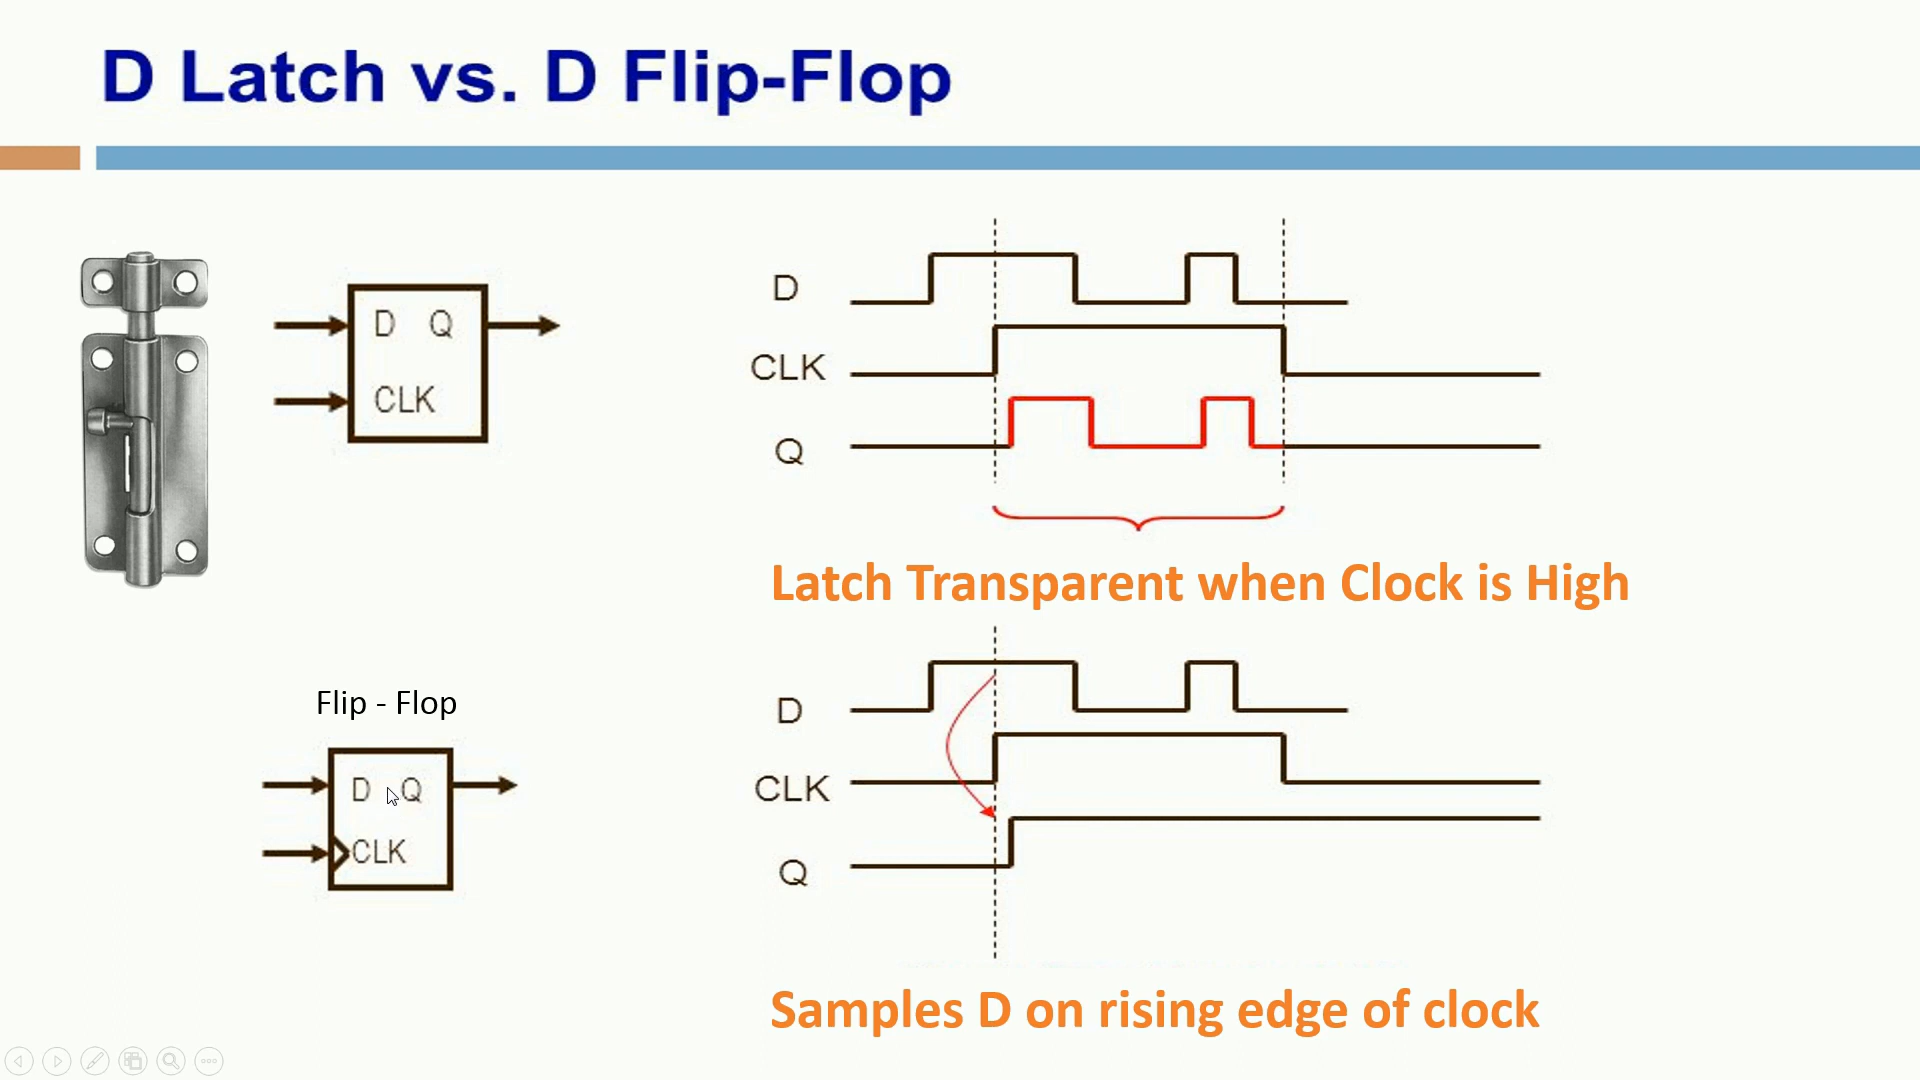 D Latch vs. D Flip-Flop
D Q
CLK
D
CLK
Q
Latch Transparent when Clock is High
Flip - Flop
D Q
CLK
D
CLK
Q
Samples D on rising edge of clock